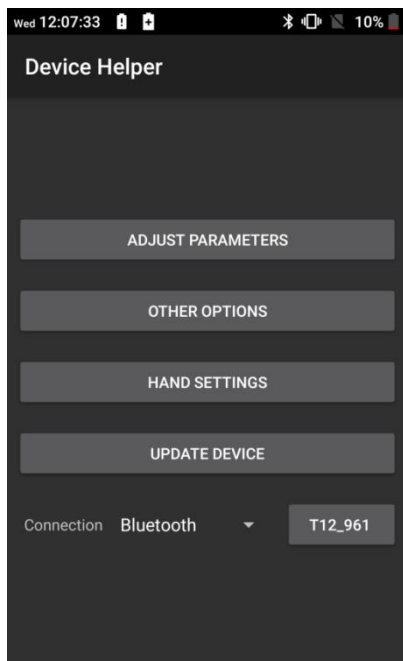 Wed 12:07:33 10%
Device Helper
ADJUST PARAMETERS
OTHER OPTIONS
HAND SETTINGS
UPDATE DEVICE
Connection Bluetooth T12_961